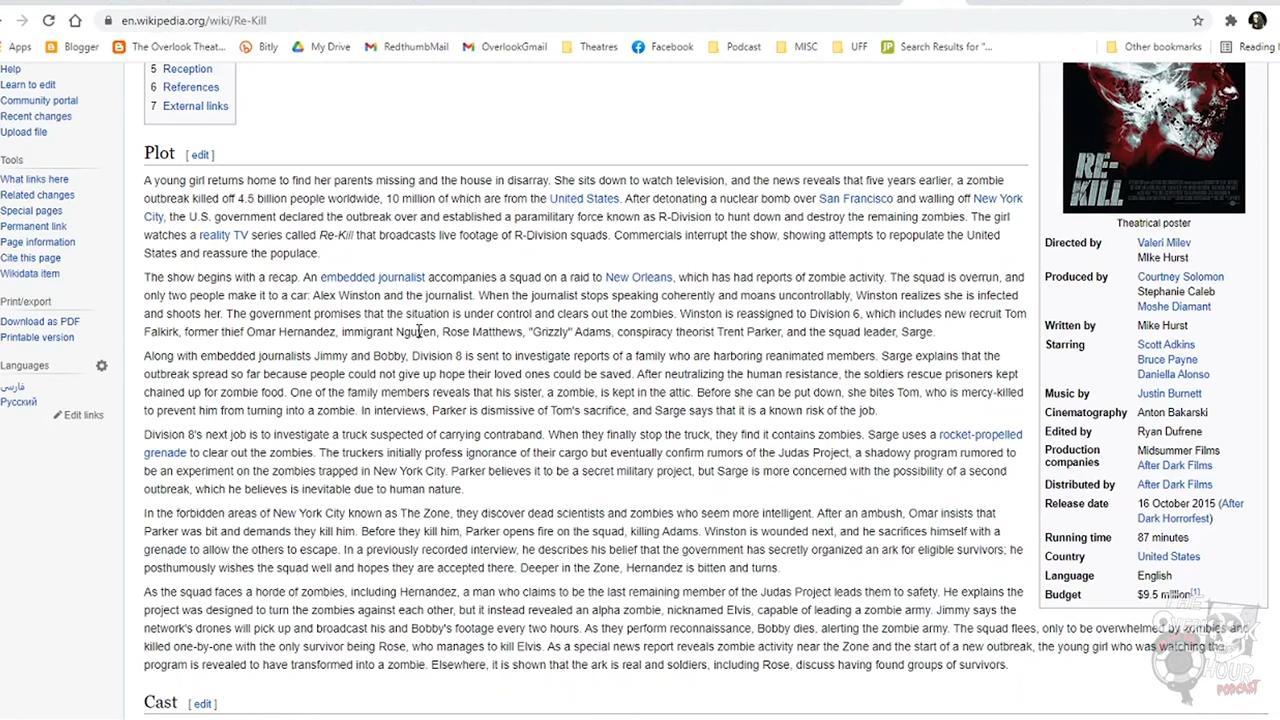 en.wikipedia.org/wiki/Re-Kill
Apps Blogger The Overlook Theat... Bitly My Drive RedthumbMail OverlookGmail Theatres Facebook Podcast MISC UFF Search Results for "... Other bookmarks Reading
Help
Learn to edit
Community portal
Recent changes
Upload file
Tools
What links here
Related changes
Special pages
Permanent link
Page information
Cite this page
Wikidata item
Print/export
Download as PDF
Printable version
Languages
فارسی
Русский
Edit links
5 Reception
6 References
7 External links
Plot [ edit ]
A young girl returns home to find her parents missing and the house in disarray. She sits down to watch television, and the news reveals that five years earlier, a zombie
outbreak killed off 4.5 billion people worldwide, 10 million of which are from the United States. After detonating a nuclear bomb over San Francisco and walling off New York
City, the U.S. government declared the outbreak over and established a paramilitary force known as R-Division to hunt down and destroy the remaining zombies. The girl
watches a reality TV series called Re-Kill that broadcasts live footage of R-Division squads. Commercials interrupt the show, showing attempts to repopulate the United
States and reassure the populace.
The show begins with a recap. An embedded journalist accompanies a squad on a raid to New Orleans, which has had reports of zombie activity. The squad is overrun, and
only two people make it to a car: Alex Winston and the journalist. When the journalist stops speaking coherently and moans uncontrollably, Winston realizes she is infected
and shoots her. The government promises that the situation is under control and clears out the zombies. Winston is reassigned to Division 6, which includes new recruit Tom
Falkirk, former thief Omar Hernandez, immigrant Nguyen, Rose Matthews, "Grizzly" Adams, conspiracy theorist Trent Parker, and the squad leader, Sarge.
Along with embedded journalists Jimmy and Bobby, Division 8 is sent to investigate reports of a family who are harboring reanimated members. Sarge explains that the
outbreak spread so far because people could not give up hope their loved ones could be saved. After neutralizing the human resistance, the soldiers rescue prisoners kept
chained up for zombie food. One of the family members reveals that his sister, a zombie, is kept in the attic. Before she can be put down, she bites Tom, who is mercy-killed
to prevent him from turning into a zombie. In interviews, Parker is dismissive of Tom's sacrifice, and Sarge says that it is a known risk of the job.
Division 8's next job is to investigate a truck suspected of carrying contraband. When they finally stop the truck, they find it contains zombies. Sarge uses a rocket-propelled
grenade to clear out the zombies. The truckers initially profess ignorance of their cargo but eventually confirm rumors of the Judas Project, a shadowy program rumored to
be an experiment on the zombies trapped in New York City. Parker believes it to be a secret military project, but Sarge is more concerned with the possibility of a second
outbreak, which he believes is inevitable due to human nature.
In the forbidden areas of New York City known as The Zone, they discover dead scientists and zombies who seem more intelligent. After an ambush, Omar insists that
Parker was bit and demands they kill him. Before they kill him, Parker opens fire on the squad, killing Adams. Winston is wounded next, and he sacrifices himself with a
grenade to allow the others to escape. In a previously recorded interview, he describes his belief that the government has secretly organized an ark for eligible survivors; he
posthumously wishes the squad well and hopes they are accepted there. Deeper in the Zone, Hernandez is bitten and turns.
As the squad faces a horde of zombies, including Hernandez, a man who claims to be the last remaining member of the Judas Project leads them to safety. He explains the
project was designed to turn the zombies against each other, but it instead revealed an alpha zombie, nicknamed Elvis, capable of leading a zombie army. Jimmy says the
network's drones will pick up and broadcast his and Bobby's footage every two hours. As they perform reconnaissance, Bobby dies, alerting the zombie army. The squad flees, only to be overwhelmed by zombies and
killed one-by-one with the only survivor being Rose, who manages to kill Elvis. As a special news report reveals zombie activity near the Zone and the start of a new outbreak, the young girl who was watching the
program is revealed to have transformed into a zombie. Elsewhere, it is shown that the ark is real and soldiers, including Rose, discuss having found groups of survivors.
Cast [ edit ]
RE-
KILL
Theatrical poster
Directed by Valeri Milev
MIke Hurst
Produced by Courtney Solomon
Stephanie Caleb
Moshe Diamant
Written by Mike Hurst
Starring Scott Adkins
Bruce Payne
Daniella Alonso
Music by Justin Burnett
Cinematography Anton Bakarski
Edited by Ryan Dufrene
Production companies Midsummer Films
After Dark Films
Distributed by After Dark Films
Release date 16 October 2015 (After
Dark Horrorfest)
Running time 87 minutes
Country United States
Language English
Budget $9.5 million[1]
THE
HOUR
PODCAST